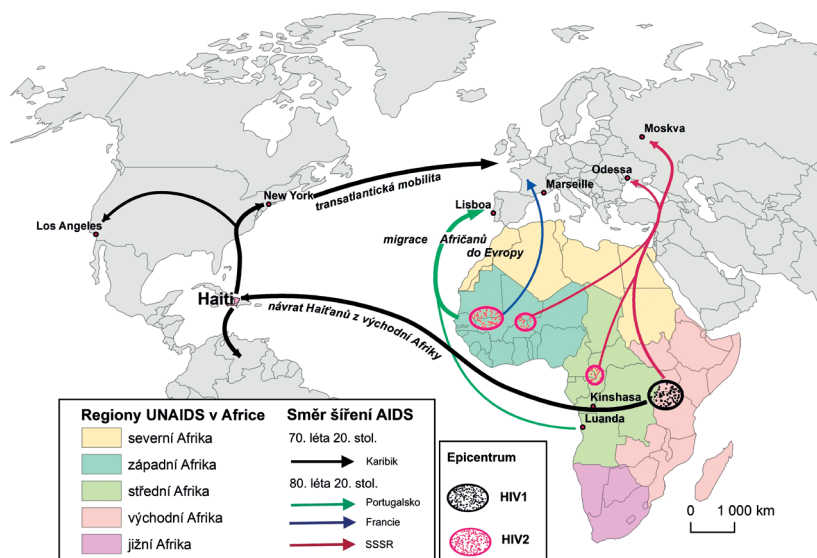 Moskva
Odessa
Marseille
Lisboa
New York
transatlantická mobilita
Los Angeles
migrace Afričanů
do Evropy
Haiti
návrat Haiťanů z východní Afriky
Kínshasa
Luanda
Regiony UNAIDS v Africe
severní Afrika
západní Afrika
střední Afrika
východní Afrika
jižní Afrika
Směr šíření AIDS
70. léta 20. stol.
Karibik
80. léta 20. stol.
Portugalsko
Francie
SSSR
Epicentrum
HIV1
HIV2
0 1 000 km